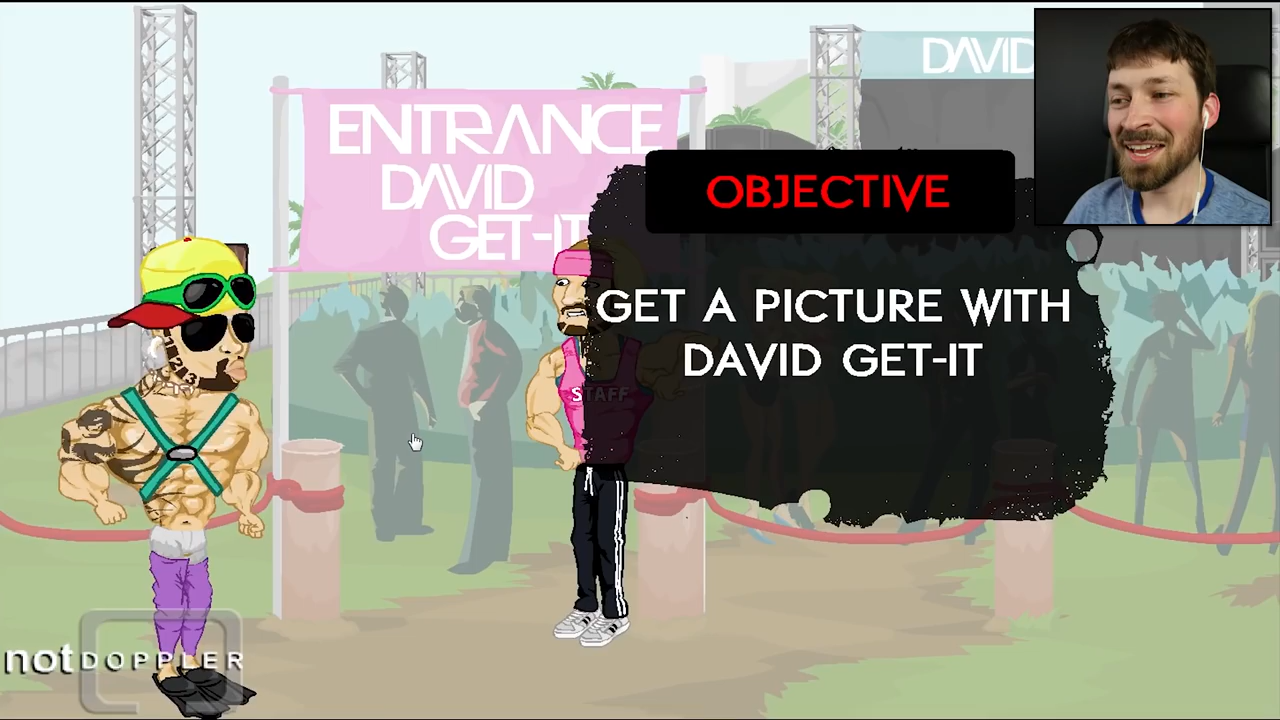 ENTRANCE
DAVID
GET-IT
DAVID
OBJECTIVE
GET A PICTURE WITH
DAVID GET-IT
STAFF
notDOPPLER